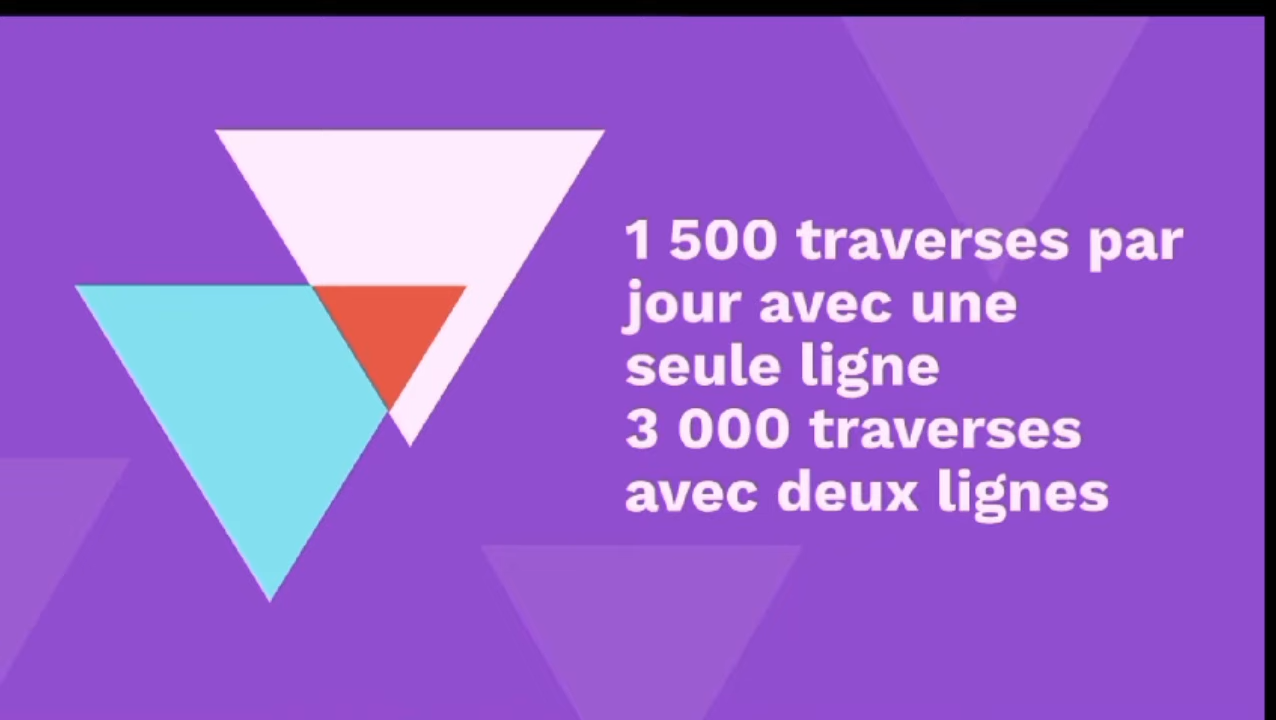 1 500 traverses par
jour avec une
seule ligne
3 000 traverses
avec deux lignes